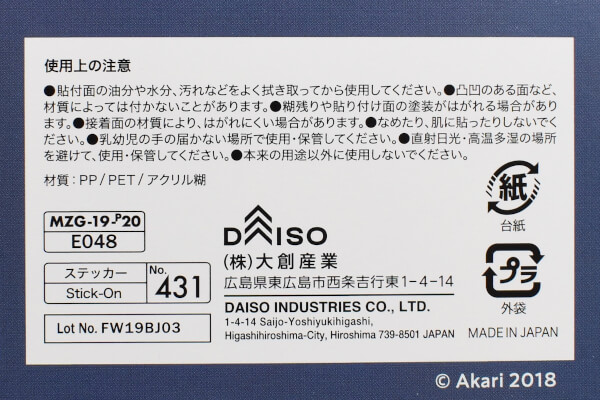 使用上の注意
●貼付面の油分や水分、汚れなどをよく拭き取ってから使用してください。●凸凹のある面など、
材質によっては付かないことがあります。●糊残りや貼り付け面の塗装がはがれる場合があり
ます。●接着面の材質により、はがれにくい場合があります。●なめたり、肌に貼ったりしないでく
ださい。●乳幼児の手の届かない場所で使用・保管してください。●直射日光・高温多湿の場所
を避けて、使用・保管してください。●本来の用途以外に使用しないでください。
材質：PP/PET/アクリル糊
MZG-19-P20
E048
ステッカー
Stick-On
No.
431
Lot No. FW19BJ03
DAISO
(株)大創産業
広島県東広島市西条吉行東1-4-14
DAISO INDUSTRIES CO., LTD.
1-4-14 Saijo-Yoshiyukihigashi,
Higashihiroshima-City, Hiroshima 739-8501 JAPAN
紙
台紙
プラ
外袋
MADE IN JAPAN
© Akari 2018